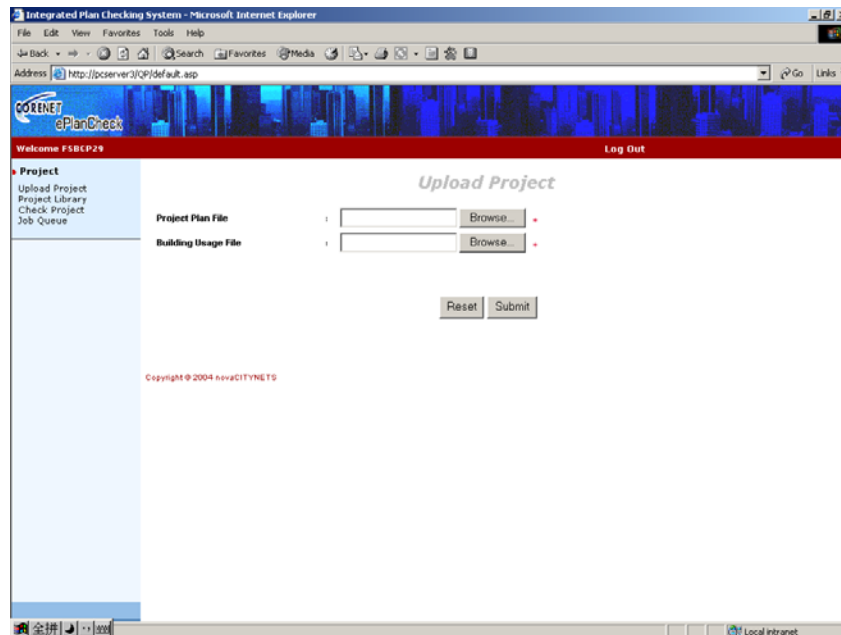 Integrated Plan Checking System - Microsoft Internet Explorer
File Edit View Favorites Tools Help
Back Search Favorites Media
Address http://pcserver3/QP/default.asp Go Links
CORENET
ePlanCheck
Welcome FSBCP29 Log Out
Project
Upload Project
Project Library
Check Project
Job Queue
Upload Project
Project Plan File : Browse... *
Building Usage File : Browse... *
Reset Submit
Copyright © 2004 novaCITYNETS
全拼 Local intranet